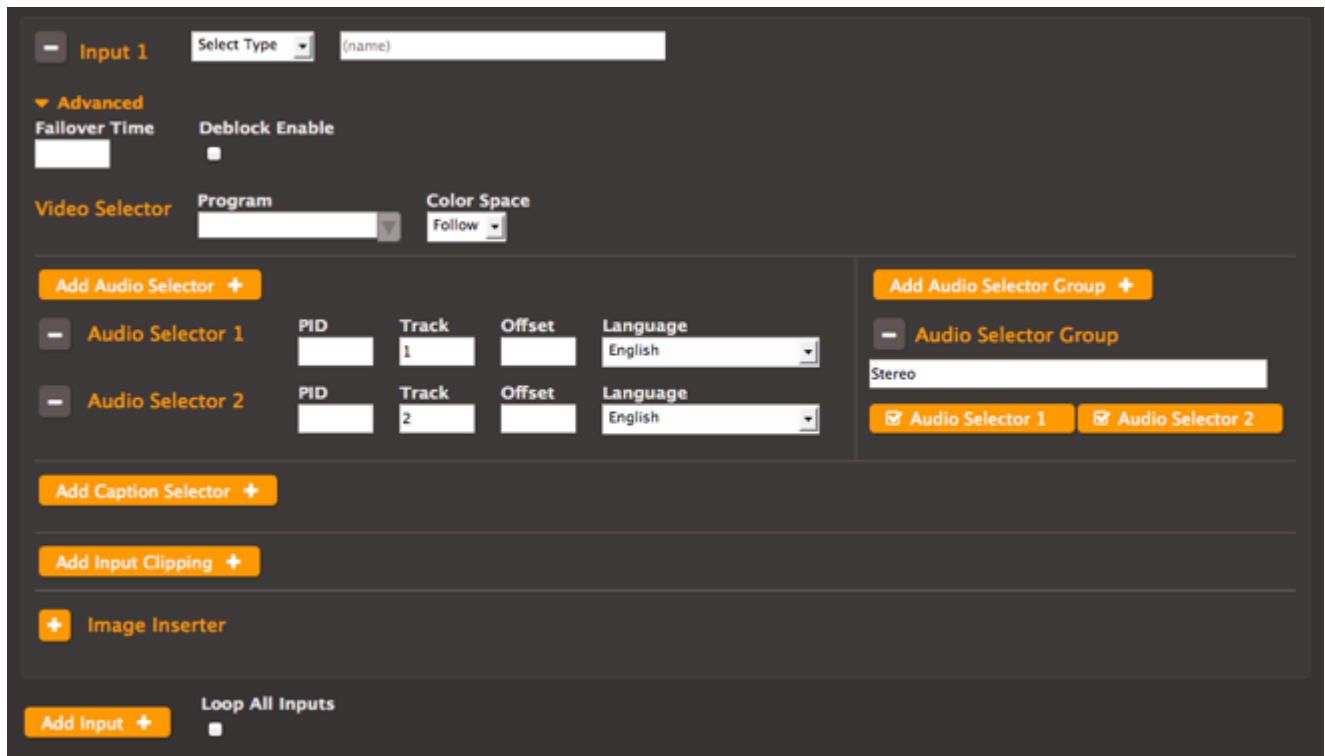 Input 1 Select Type (name)
Advanced
Failover Time Deblock Enable
Video Selector Program Color Space
Follow
Add Audio Selector Add Audio Selector Group
Audio Selector 1 PID Track Offset Language Audio Selector Group
1 English
Stereo
Audio Selector 2 PID Track Offset Language
2 English Audio Selector 1 Audio Selector 2
Add Caption Selector
Add Input Clipping
Image Inserter
Add Input Loop All Inputs